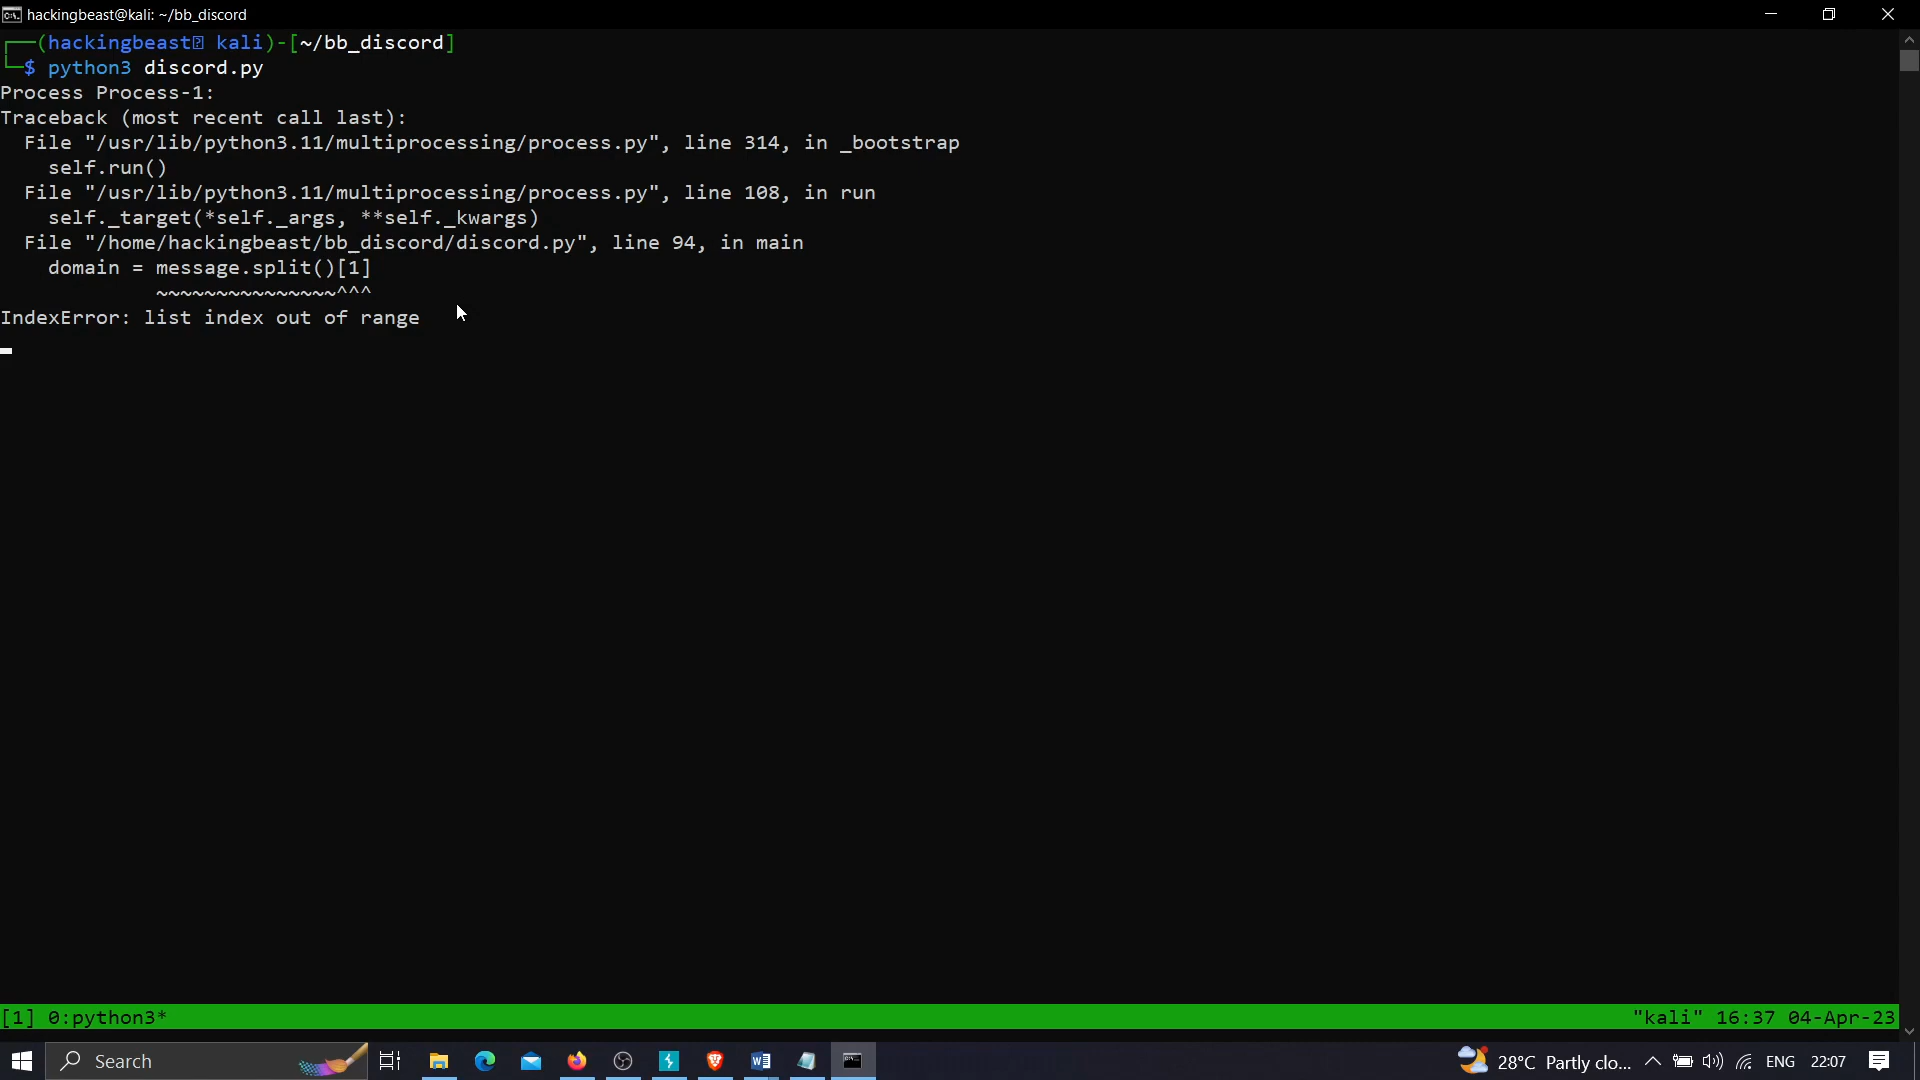 hackingbeast@kali: ~/bb_discord
┌──(hackingbeast⍰ kali)-[~/bb_discord]
└─$ python3 discord.py
Process Process-1:
Traceback (most recent call last):
  File "/usr/lib/python3.11/multiprocessing/process.py", line 314, in _bootstrap
    self.run()
  File "/usr/lib/python3.11/multiprocessing/process.py", line 108, in run
    self._target(*self._args, **self._kwargs)
  File "/home/hackingbeast/bb_discord/discord.py", line 94, in main
    domain = message.split()[1]
             ~~~~~~~~~~~~~~~^^^
IndexError: list index out of range
[1] 0:python3* "kali" 16:37 04-Apr-23
Search 28°C Partly clo... ENG 22:07